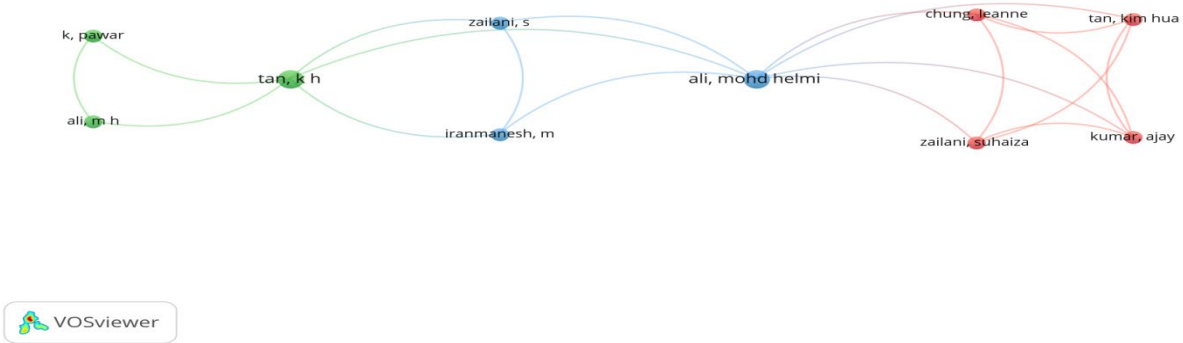 k, pawar
ali, m h
tan, k h
zailani, s
iranmanesh, m
ali, mohd helmi
chung, leanne
tan, kim hua
zailani, suhaiza
kumar, ajay
VOSviewer